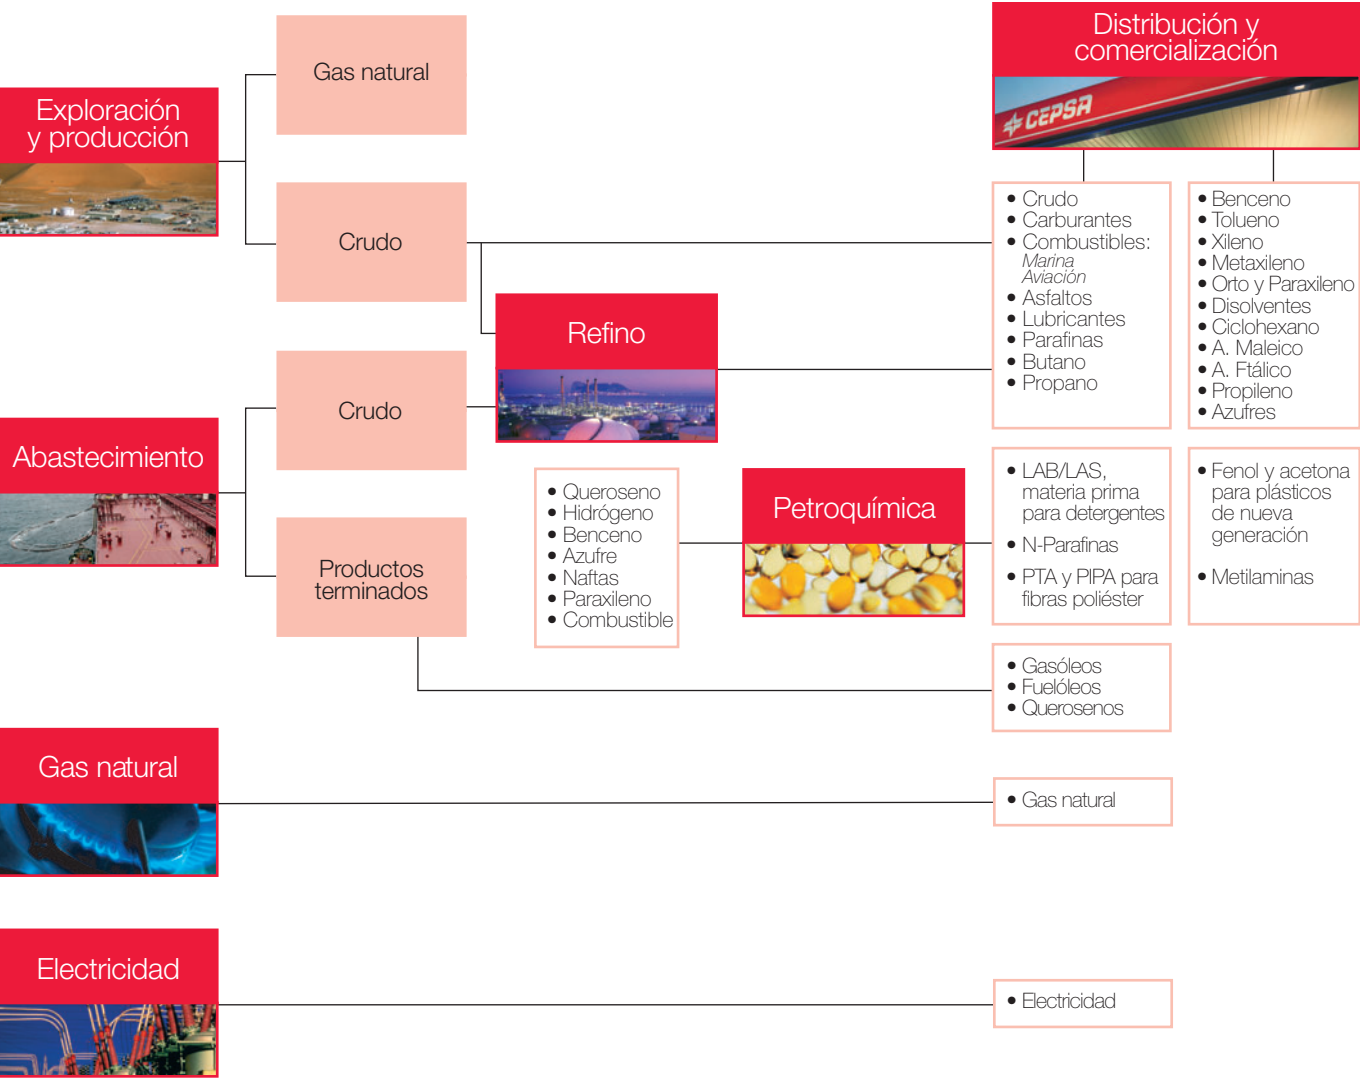 Exploración
y producción
Gas natural
Crudo
Abastecimiento
Crudo
Productos
terminados
Refino
• Queroseno
• Hidrógeno
• Benceno
• Azufre
• Naftas
• Paraxileno
• Combustible
Petroquímica
Distribución y
comercialización
CEPSA
• Crudo
• Carburantes
• Combustibles:
Marina
Aviación
• Asfaltos
• Lubricantes
• Parafinas
• Butano
• Propano
• Benceno
• Tolueno
• Xileno
• Metaxileno
• Orto y Paraxileno
• Disolventes
• Ciclohexano
• A. Maleico
• A. Ftálico
• Propileno
• Azufres
• LAB/LAS,
materia prima
para detergentes
• N-Parafinas
• PTA y PIPA para
fibras poliéster
• Fenol y acetona
para plásticos
de nueva
generación
• Metilaminas
• Gasóleos
• Fuelóleos
• Querosenos
Gas natural
• Gas natural
Electricidad
• Electricidad